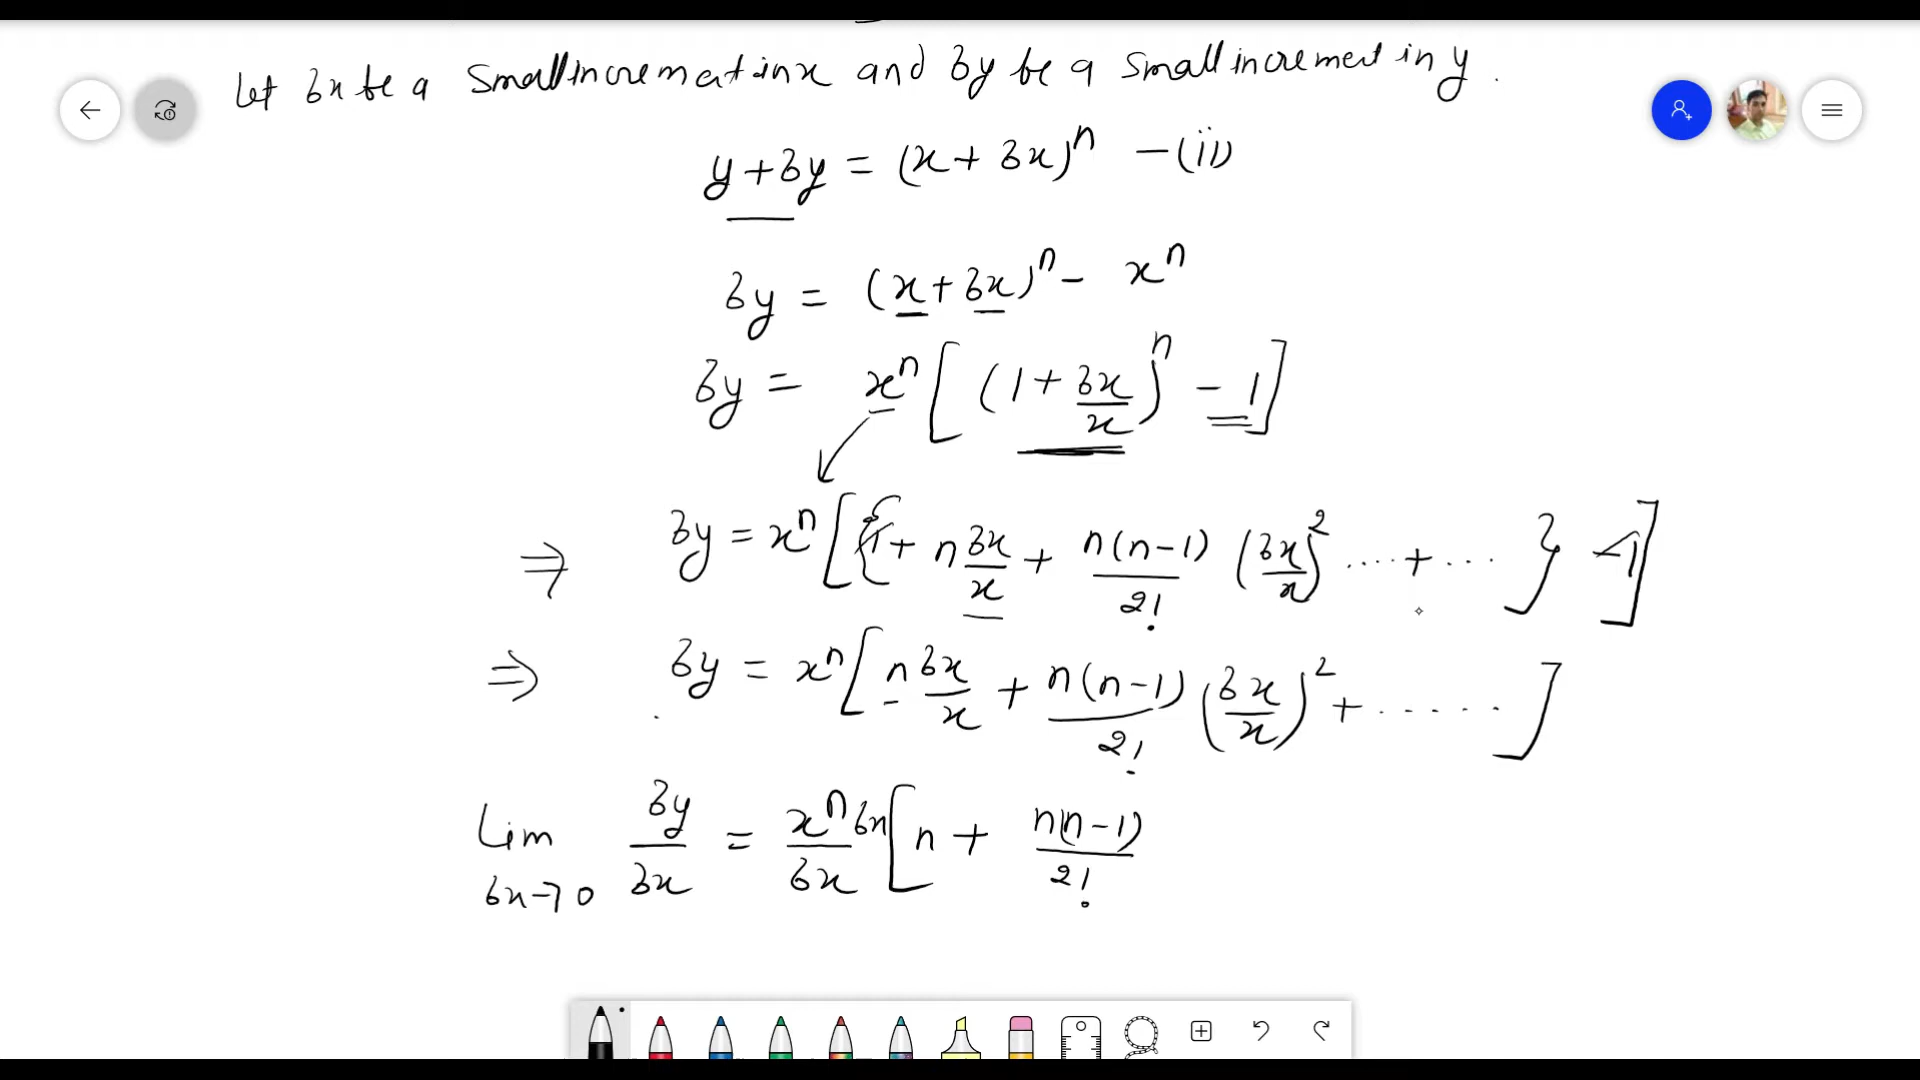 Let δx be a small increment in x and δy be a small increment in y.
y + δy = (x + δx)^n - (ii)
δy = (x + δx)^n - x^n
δy = x^n [ (1 + δx/x)^n - 1 ]
⇒ δy = x^n [ { 1 + n δx/x + n(n-1)/2! (δx/x)^2 ....+... } - 1 ]
⇒ δy = x^n [ n δx/x + n(n-1)/2! (δx/x)^2 + ..... ]
Lim δx→0 δy/δx = x^n δx/δx [ n + n(n-1)/2!